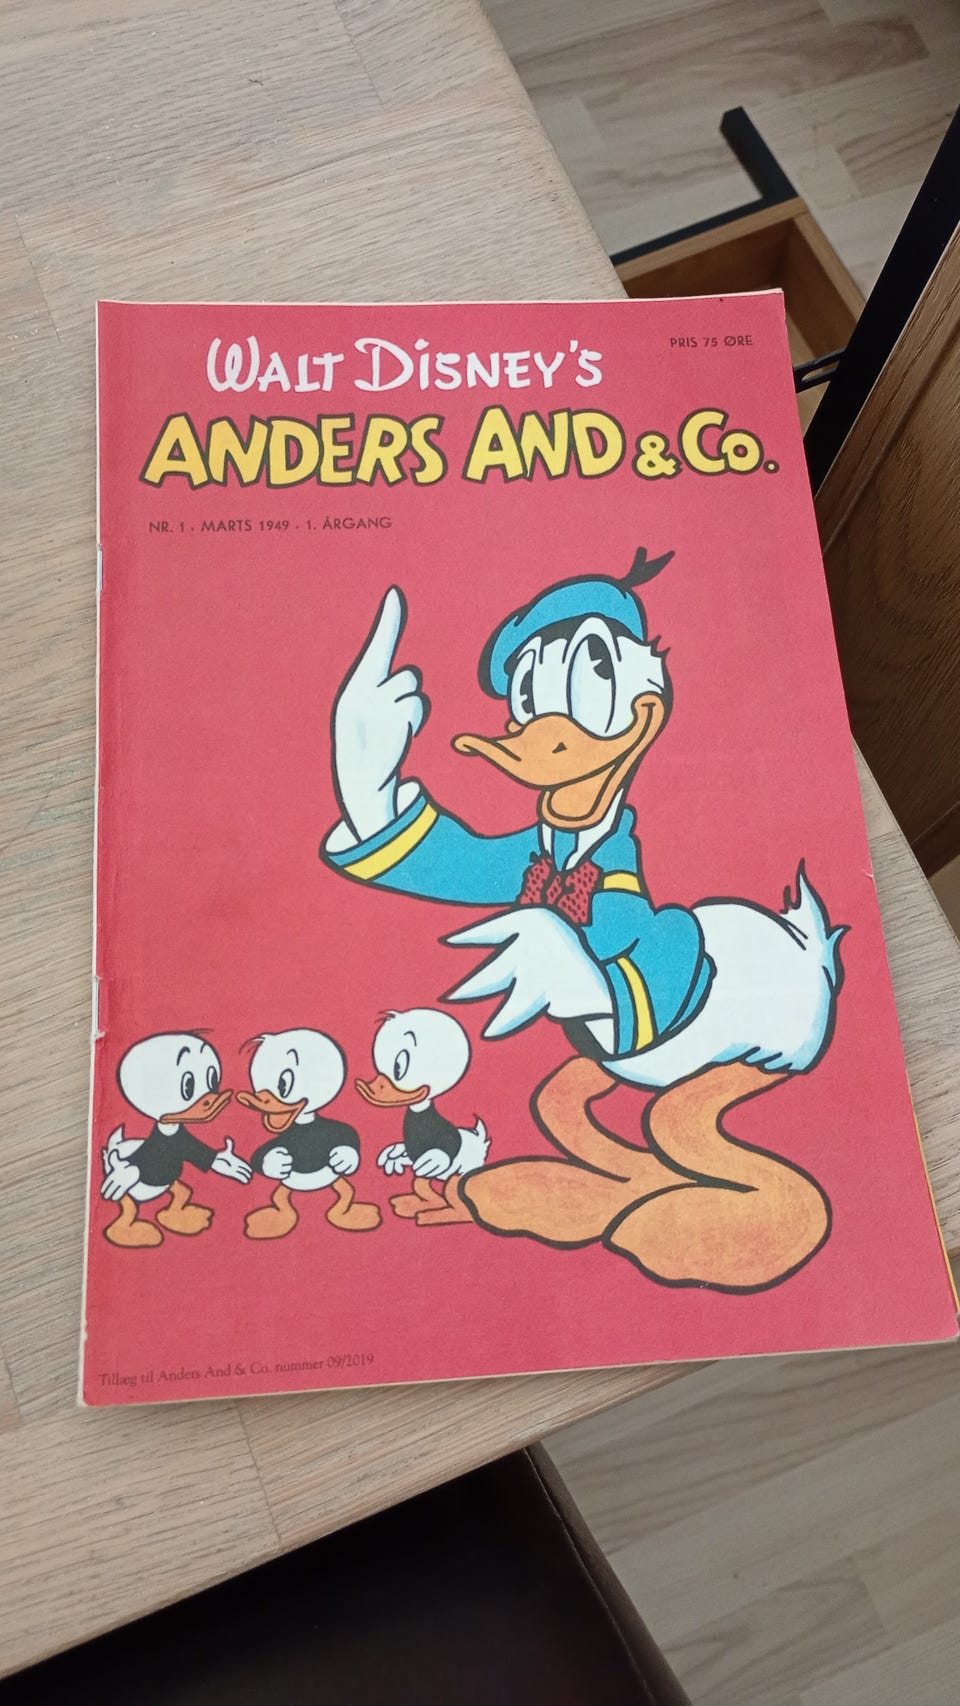 PRIS 75 ØRE
WALT DISNEY'S
ANDERS AND & CO.
NR. 1 . MARTS 1949 . 1. ÅRGANG
Tillæg til Anders And & Co. nummer 09/2019